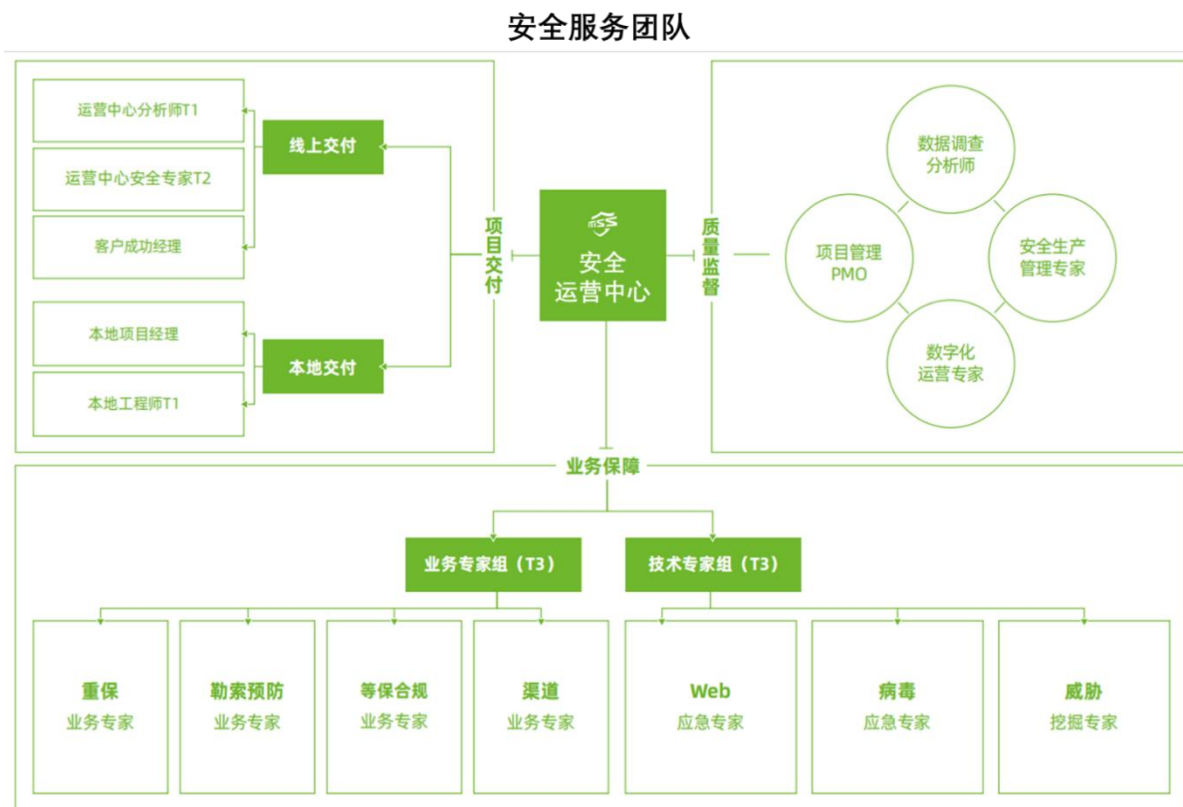 安全服务团队
运营中心分析师T1
运营中心安全专家T2
客户成功经理
线上交付
本地项目经理
本地工程师T1
本地交付
项目交付
mss
安全
运营中心
质量监督
数据调查
分析师
项目管理
PMO
安全生产
管理专家
数字化
运营专家
业务保障
业务专家组（T3）
技术专家组（T3）
重保
业务专家
勒索预防
业务专家
等保合规
业务专家
渠道
业务专家
Web
应急专家
病毒
应急专家
威胁
挖掘专家